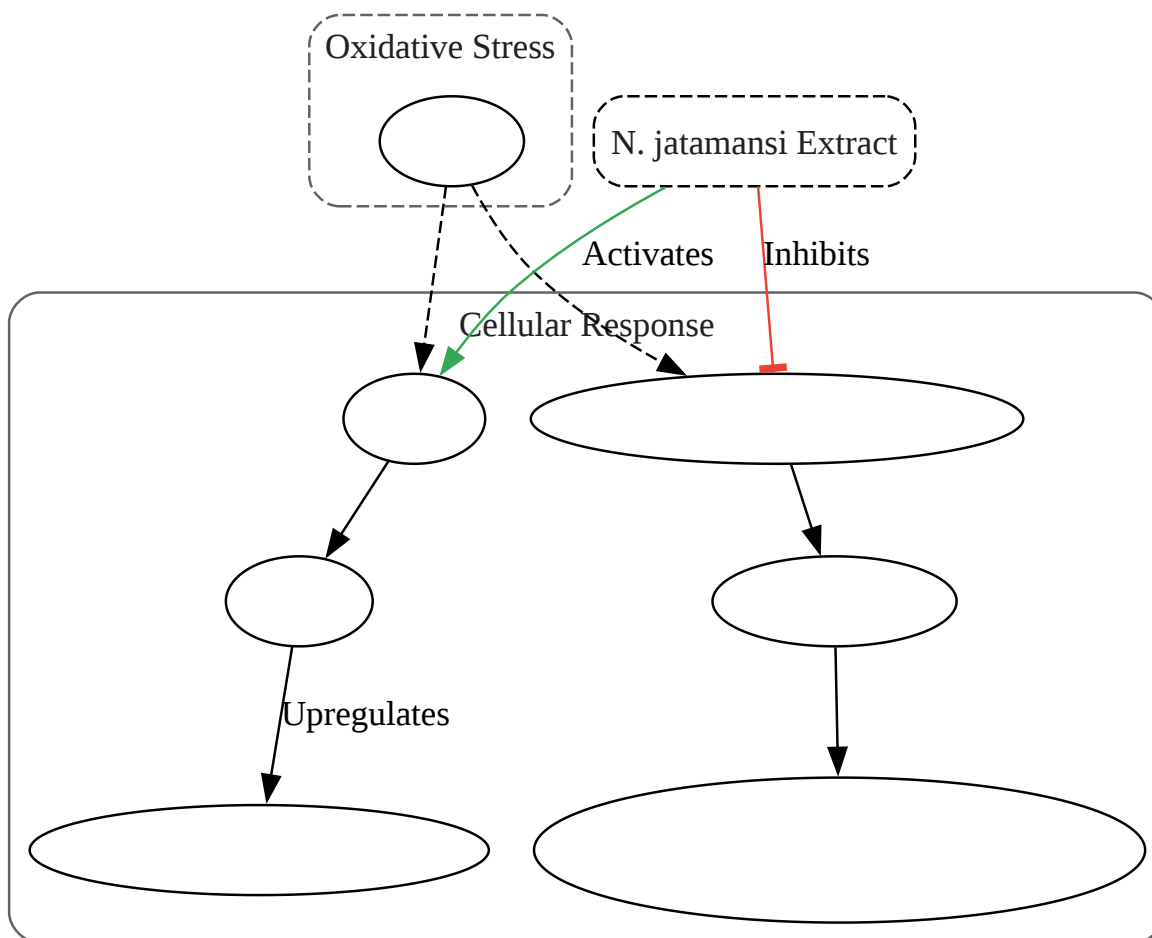 Oxidative Stress
N. jatamansi Extract
Activates
Inhibits
Cellular Response
Upregulates